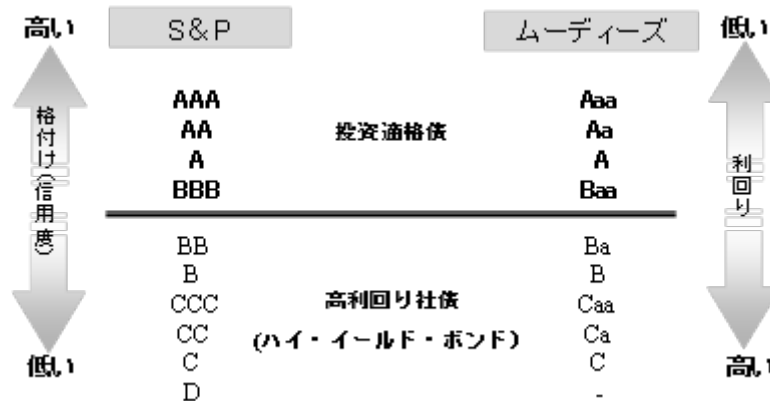 高い S&P ムーディーズ 低い
格付け(信用度)
利回り
AAA Aaa
AA 投資適格債 Aa
A A
BBB Baa
BB Ba
B B
CCC 高利回り社債 Caa
CC (ハイ・イールド・ボンド) Ca
低い C C 高い
D -